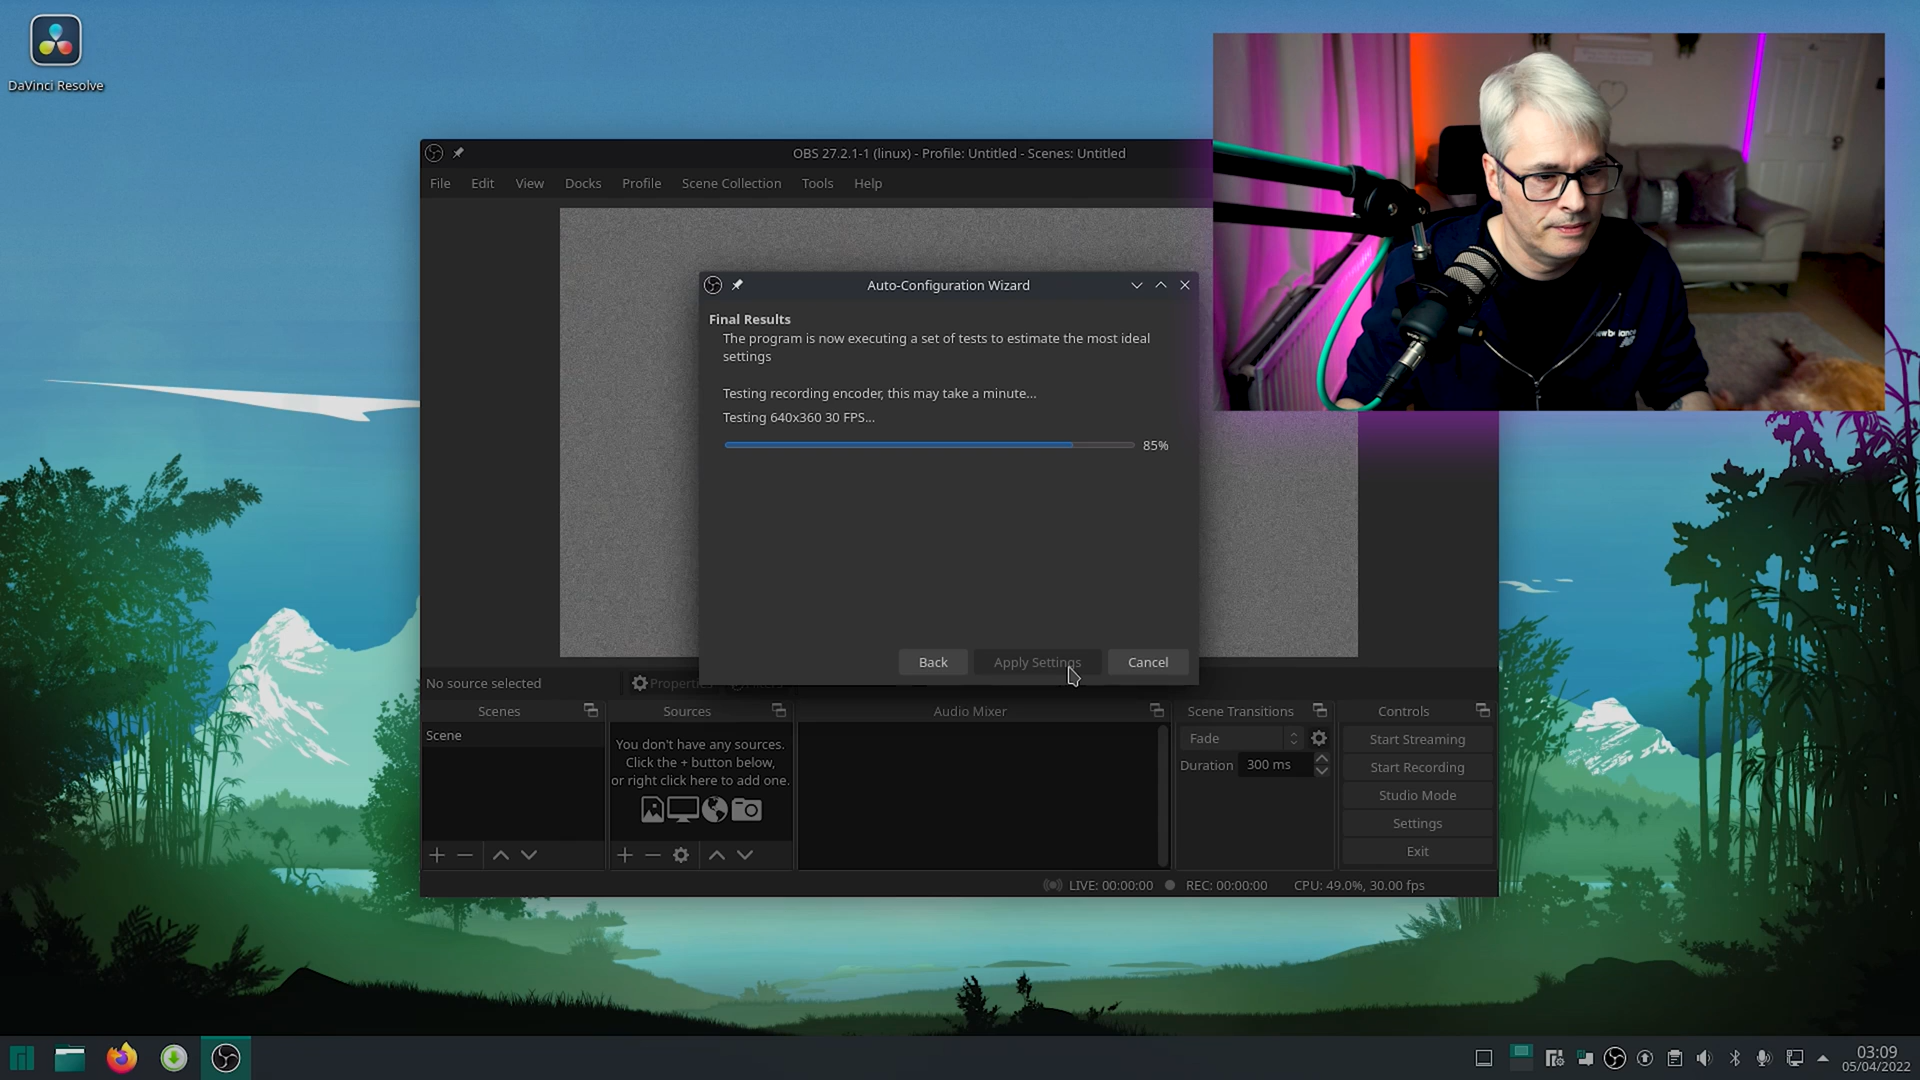 DaVinci Resolve
OBS 27.2.1-1 (linux) - Profile: Untitled - Scenes: Untitled
File Edit View Docks Profile Scene Collection Tools Help
Auto-Configuration Wizard
Final Results
The program is now executing a set of tests to estimate the most ideal
settings
Testing recording encoder, this may take a minute...
Testing 640x360 30 FPS...
85%
Back Apply Settings Cancel
No source selected
Properties
Scenes
Scene
Sources
You don't have any sources.
Click the + button below,
or right click here to add one.
Audio Mixer
Scene Transitions
Fade
Duration 300 ms
Controls
Start Streaming
Start Recording
Studio Mode
Settings
Exit
LIVE: 00:00:00 REC: 00:00:00 CPU: 49.0%, 30.00 fps
03:09
05/04/2022